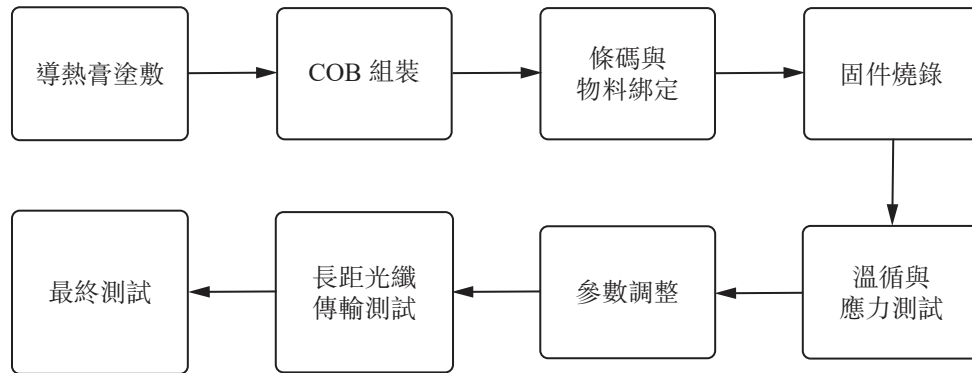 導熱膏塗敷
COB 組裝
條碼與
物料綁定
固件燒錄
溫循與
應力測試
參數調整
長距光纖
傳輸測試
最終測試